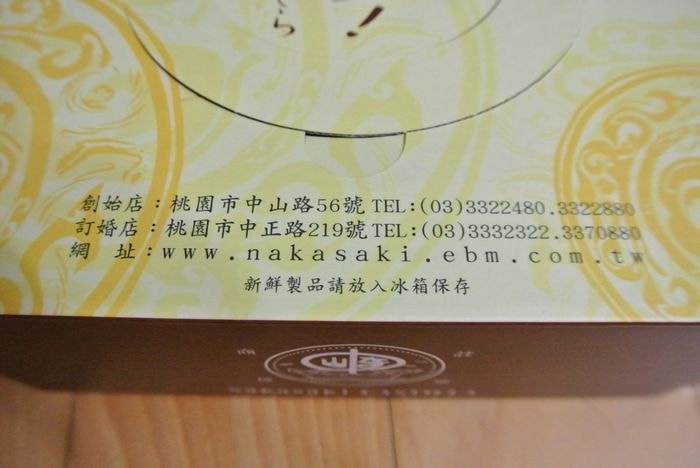 ら！
創始店：桃園市中山路56號 TEL:(03)3322480.3322880
訂婚店：桃園市中正路219號 TEL:(03)3332322.3370880
網　址：www.nakasaki.ebm.com.tw
新鮮製品請放入冰箱保存